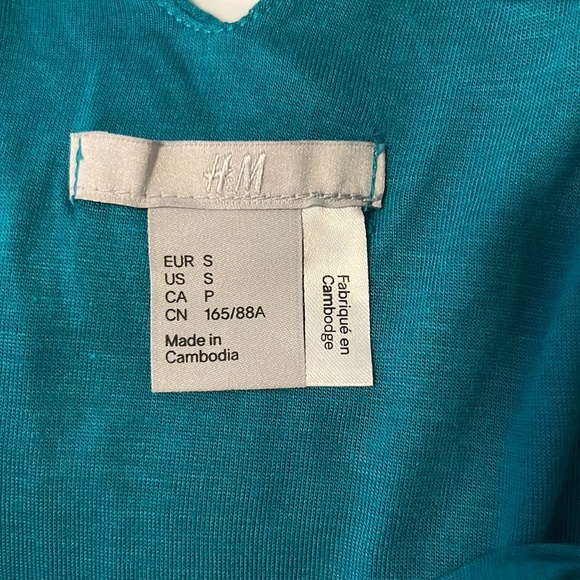 H&M
EUR S
US S
CA P
CN 165/88A
Made in
Cambodia
Fabriqué en
Cambodge